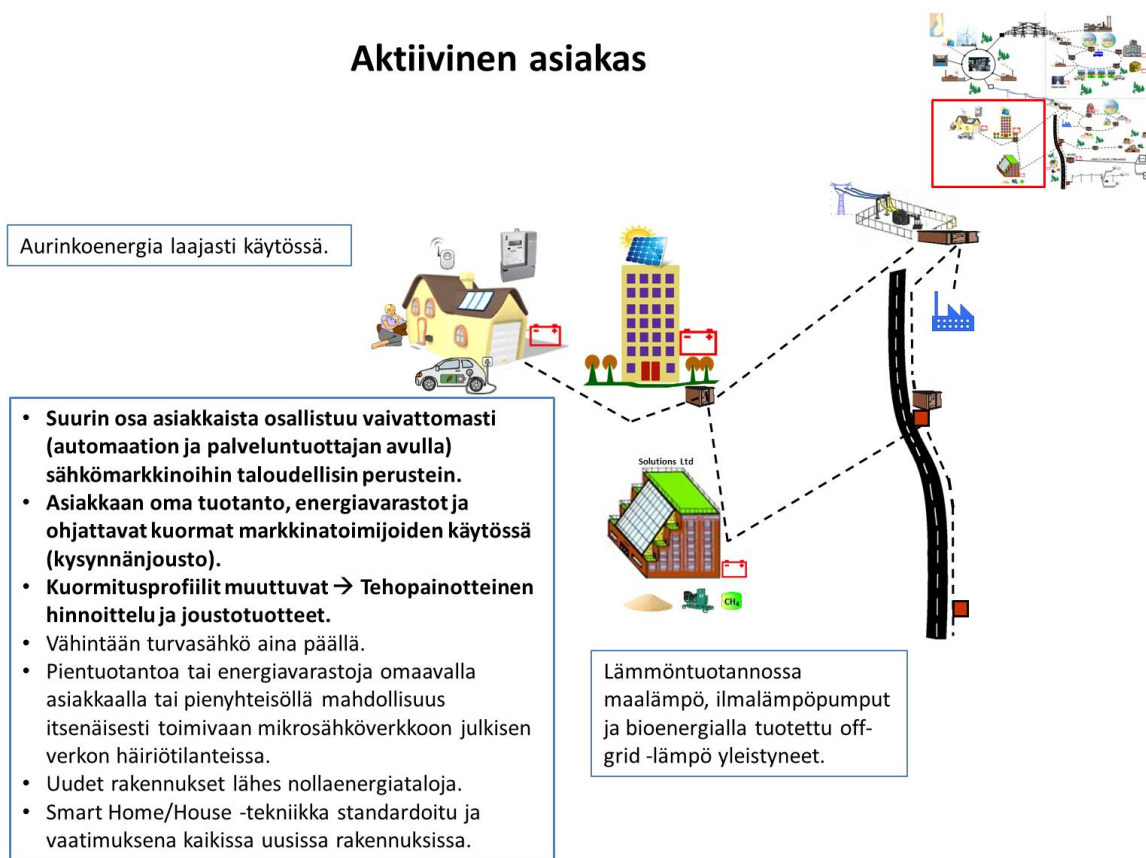 Aktiivinen asiakas
Aurinkoenergia laajasti käytössä.
• Suurin osa asiakkaista osallistuu vaivattomasti
(automaation ja palveluntuottajan avulla)
sähkömarkkinoihin taloudellisin perustein.
• Asiakkaan oma tuotanto, energiavarastot ja
ohjattavat kuormat markkinatoimijoiden käytössä
(kysynnänjousto).
• Kuormitusprofiilit muuttuvat → Tehopainotteinen
hinnoittelu ja joustotuotteet.
• Vähintään turvasähkö aina päällä.
• Pientuotantoa tai energiavarastoja omaavalla
asiakkaalla tai pienyhteisöllä mahdollisuus
itsenäisesti toimivaan mikrosähköverkkoon julkisen
verkon häiriötilanteissa.
• Uudet rakennukset lähes nollaenergiataloja.
• Smart Home/House -tekniikka standardoitu ja
vaatimuksena kaikissa uusissa rakennuksissa.
Solutions Ltd
CH4
Lämmöntuotannossa
maalämpö, ilmalämpöpumput
ja bioenergialla tuotettu off-
grid -lämpö yleistyneet.